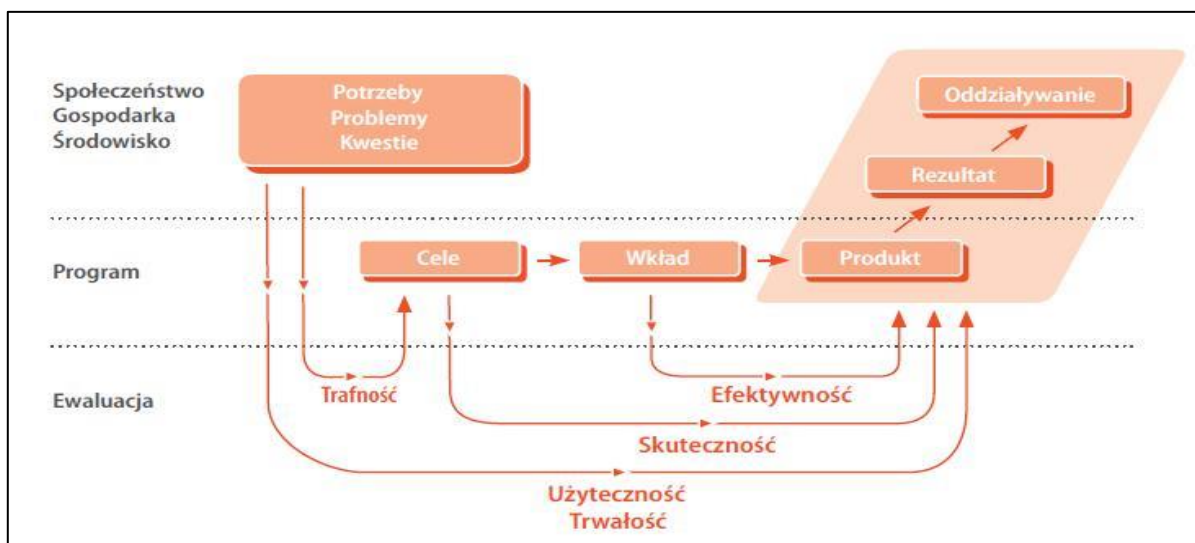 Społeczeństwo
Gospodarka
Środowisko
Potrzeby
Problemy
Kwestie
Oddziaływanie
Rezultat
Program
Cele
Wkład
Produkt
Ewaluacja
Trafność
Efektywność
Skuteczność
Użyteczność
Trwałość